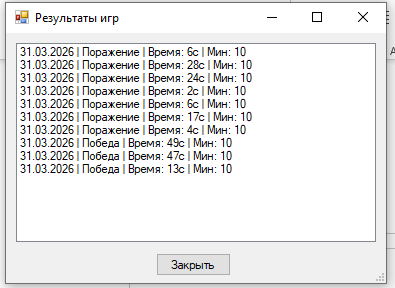 Результаты игр
31.03.2026 | Поражение | Время: 6с | Мин: 10
31.03.2026 | Поражение | Время: 28с | Мин: 10
31.03.2026 | Поражение | Время: 24с | Мин: 10
31.03.2026 | Поражение | Время: 2с | Мин: 10
31.03.2026 | Поражение | Время: 6с | Мин: 10
31.03.2026 | Поражение | Время: 17с | Мин: 10
31.03.2026 | Поражение | Время: 4с | Мин: 10
31.03.2026 | Победа | Время: 49с | Мин: 10
31.03.2026 | Победа | Время: 47с | Мин: 10
31.03.2026 | Победа | Время: 13с | Мин: 10
Закрыть